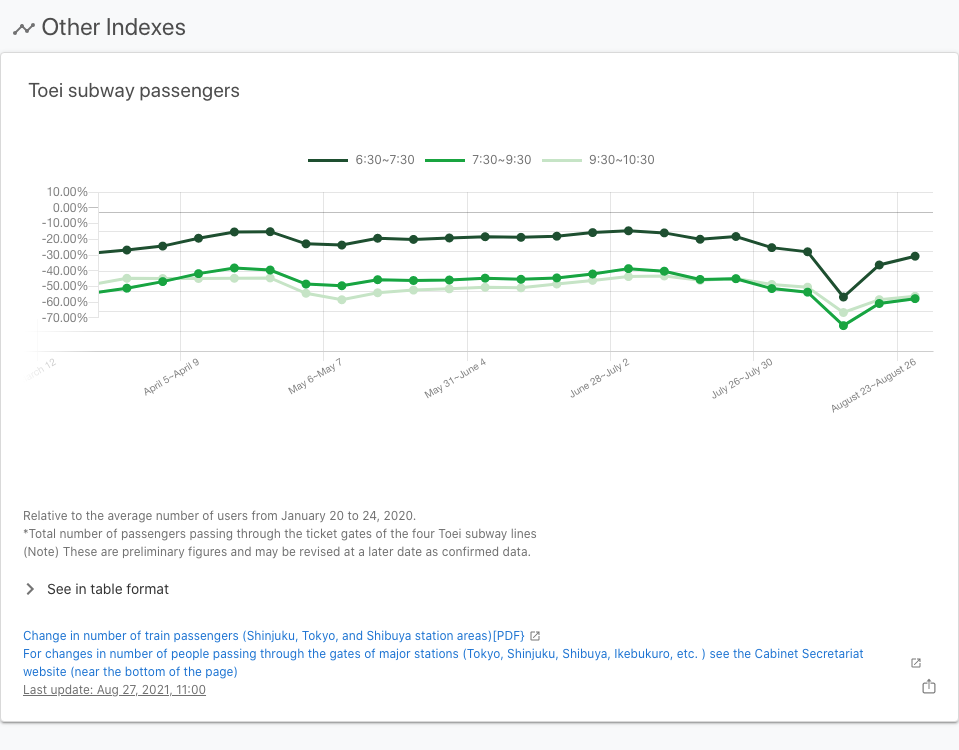 Other Indexes
Toei subway passengers
6:30~7:30 7:30~9:30 9:30~10:30
10.00%
0.00%
-10.00%
-20.00%
-30.00%
-40.00%
-50.00%
-60.00%
-70.00%
12 April 5~April 9 May 6~May 7 May 31~June 4 June 28~July 2 July 26~July 30 August 23~August 26
Relative to the average number of users from January 20 to 24, 2020.
*Total number of passengers passing through the ticket gates of the four Toei subway lines
(Note) These are preliminary figures and may be revised at a later date as confirmed data.
See in table format
Change in number of train passengers (Shinjuku, Tokyo, and Shibuya station areas)[PDF}
For changes in number of people passing through the gates of major stations (Tokyo, Shinjuku, Shibuya, Ikebukuro, etc. ) see the Cabinet Secretariat
website (near the bottom of the page)
Last update: Aug 27, 2021, 11:00